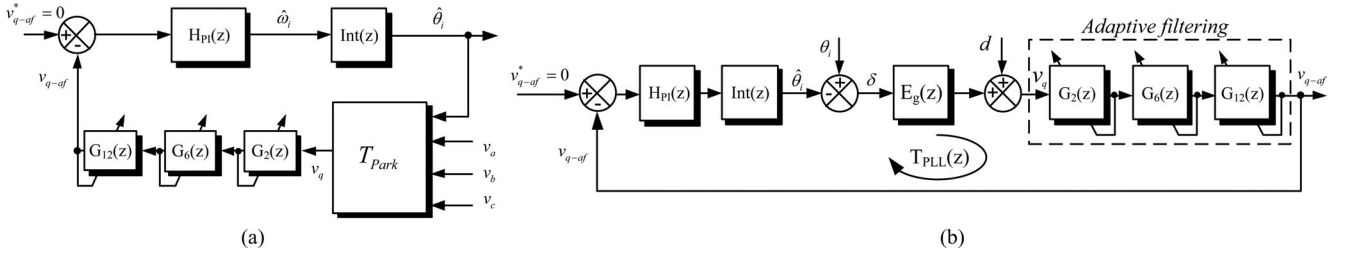 v*q-af = 0
+
-
HPI(z)
ω̂i
Int(z)
θ̂i
vq-af
G12(z)
G6(z)
G2(z)
vq
TPark
va
vb
vc
(a)
Adaptive filtering
v*q-af = 0
+
-
HPI(z)
Int(z)
θ̂i
θi
-
+
δ
Eg(z)
d
+
+
vq
G2(z)
G6(z)
G12(z)
vq-af
vq-af
TPLL(z)
(b)